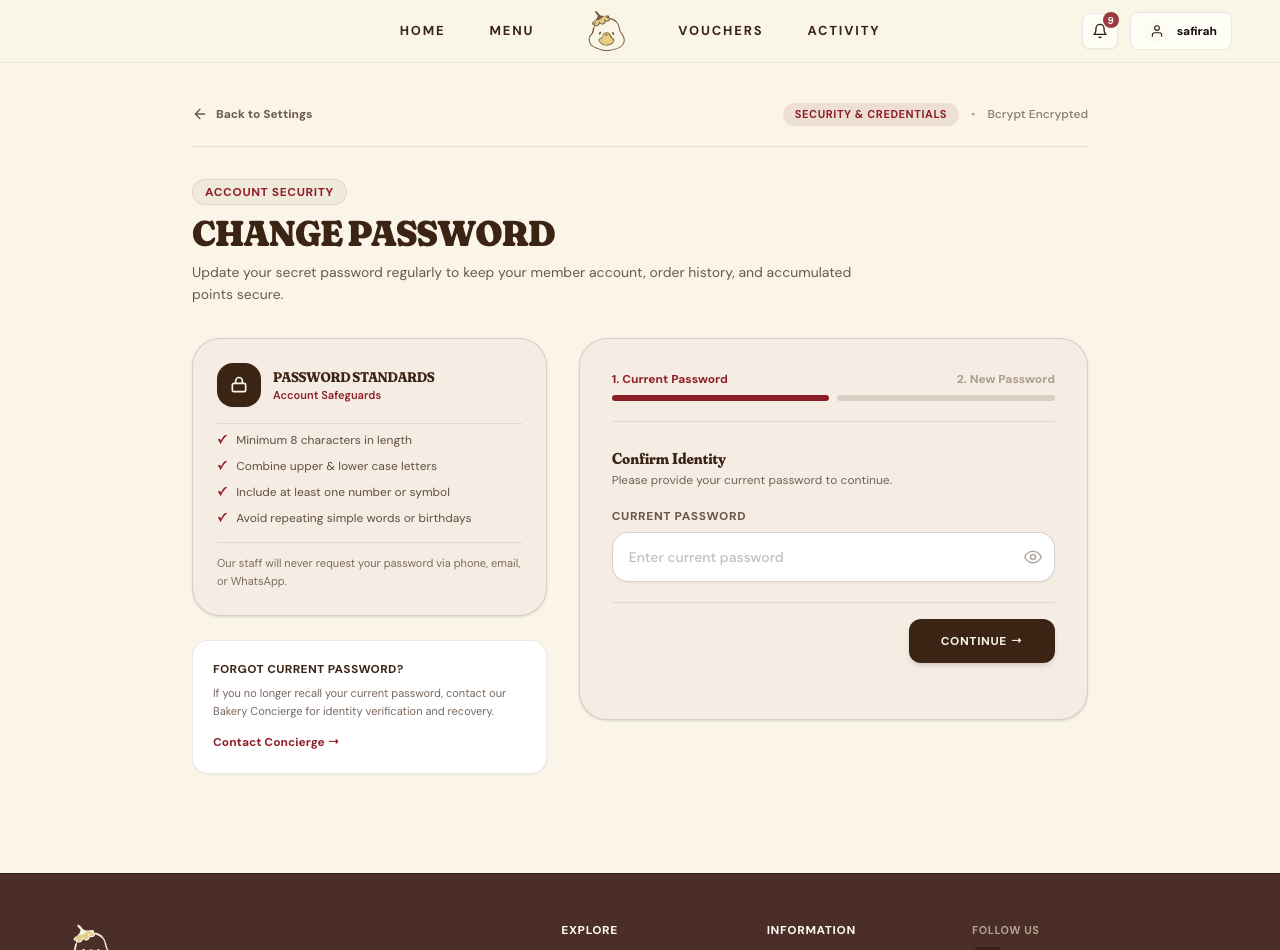 HOME
MENU
VOUCHERS
ACTIVITY
9
safirah
Back to Settings
SECURITY & CREDENTIALS
•
Bcrypt Encrypted
ACCOUNT SECURITY
CHANGE PASSWORD
Update your secret password regularly to keep your member account, order history, and accumulated
points secure.
PASSWORD STANDARDS
Account Safeguards
✓ Minimum 8 characters in length
✓ Combine upper & lower case letters
✓ Include at least one number or symbol
✓ Avoid repeating simple words or birthdays
Our staff will never request your password via phone, email,
or WhatsApp.
FORGOT CURRENT PASSWORD?
If you no longer recall your current password, contact our
Bakery Concierge for identity verification and recovery.
Contact Concierge →
1. Current Password
2. New Password
Confirm Identity
Please provide your current password to continue.
CURRENT PASSWORD
Enter current password
CONTINUE →
EXPLORE
INFORMATION
FOLLOW US